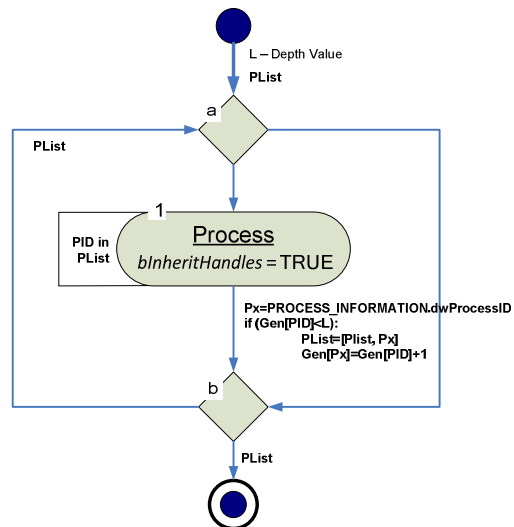 L – Depth Value
PList
a
PList
1
PID in
PList
Process
bInheritHandles = TRUE
Px=PROCESS_INFORMATION.dwProcessID
if (Gen[PID]<L):
PList=[Plist, Px]
Gen[Px]=Gen[PID]+1
b
PList